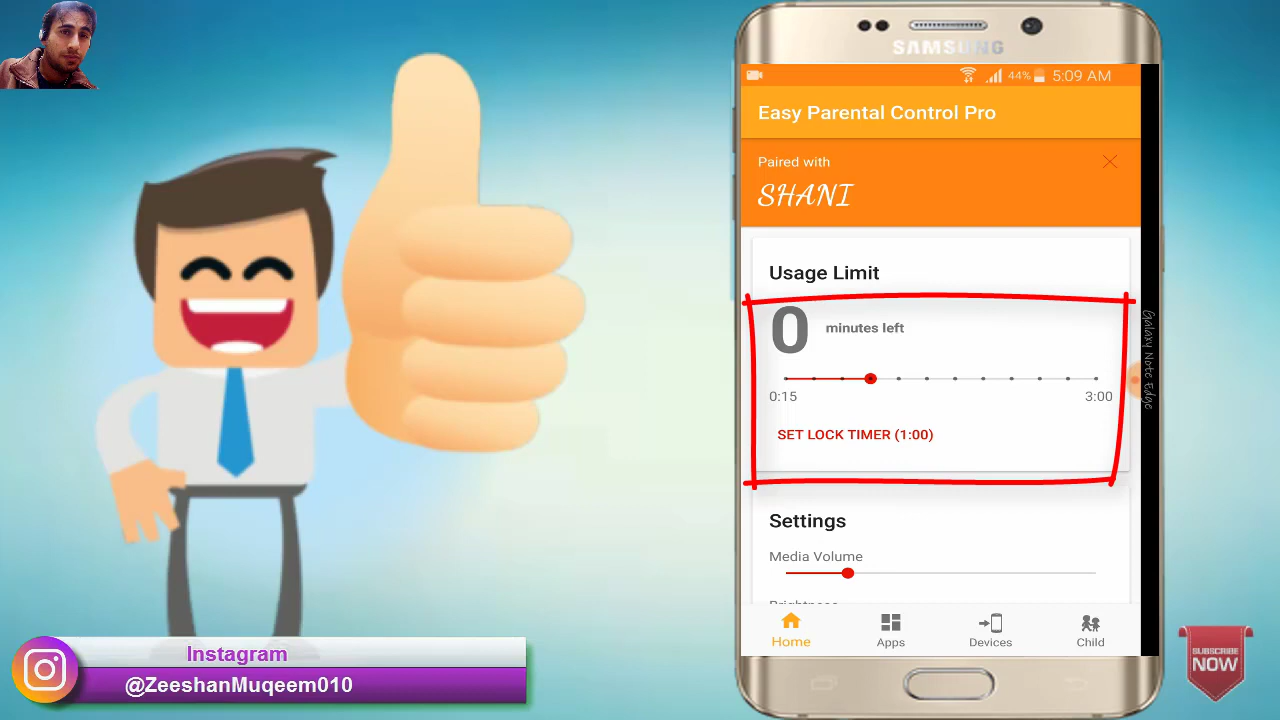 SAMSUNG
44% 5:09 AM
Easy Parental Control Pro
Paired with
SHANI
Usage Limit
0 minutes left
0:15 3:00
SET LOCK TIMER (1:00)
Settings
Media Volume
Brightness
Home Apps Devices Child
Galaxy Note Edge
Instagram
@ZeeshanMuqeem010
SUBSCRIBE
NOW